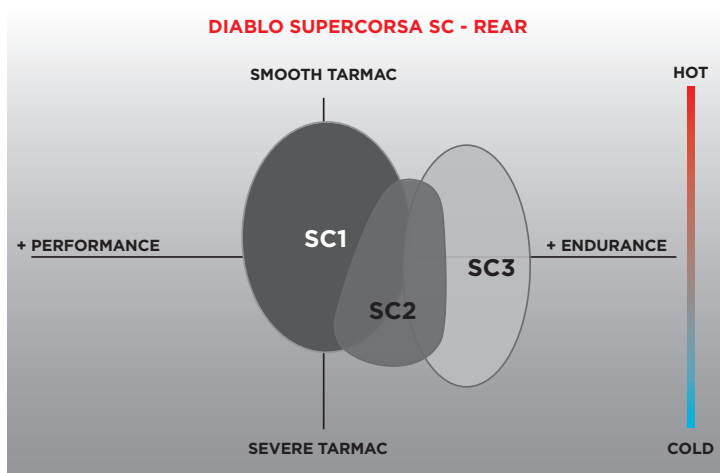 DIABLO SUPERCORSA SC - REAR
SMOOTH TARMAC
HOT
SC1
+ PERFORMANCE
+ ENDURANCE
SC3
SC2
SEVERE TARMAC
COLD